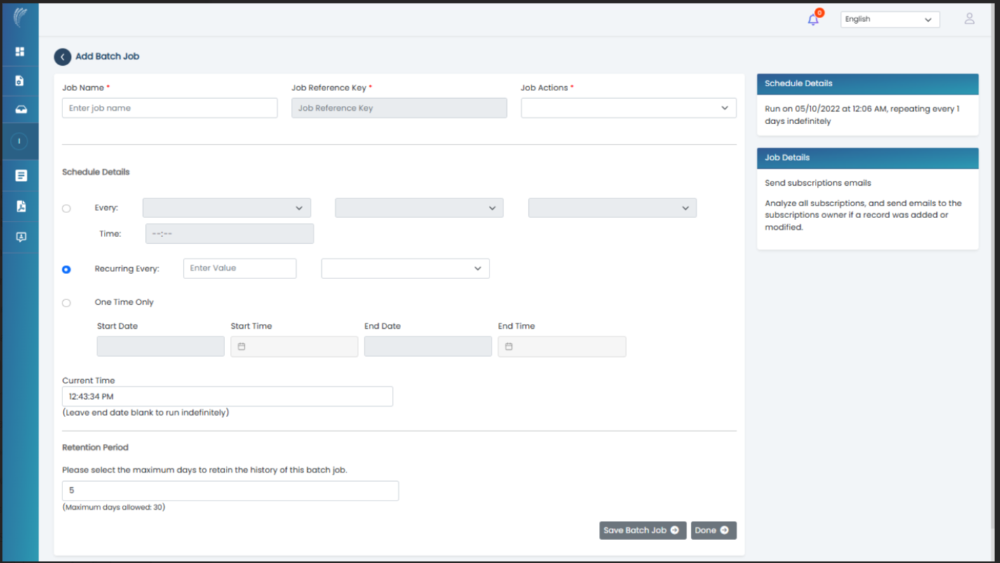 0
English
Add Batch Job
Job Name *
Job Reference Key *
Job Actions *
Enter job name
Job Reference Key
Schedule Details
Every:
Time:
--:--
Recurring Every:
Enter Value
One Time Only
Start Date
Start Time
End Date
End Time
Current Time
12:43:34 PM
(Leave end date blank to run indefinitely)
Retention Period
Please select the maximum days to retain the history of this batch job.
5
(Maximum days allowed: 30)
Save Batch Job
Done
Schedule Details
Run on 05/10/2022 at 12:06 AM, repeating every 1
days indefinitely
Job Details
Send subscriptions emails
Analyze all subscriptions, and send emails to the
subscriptions owner if a record was added or
modified.
I